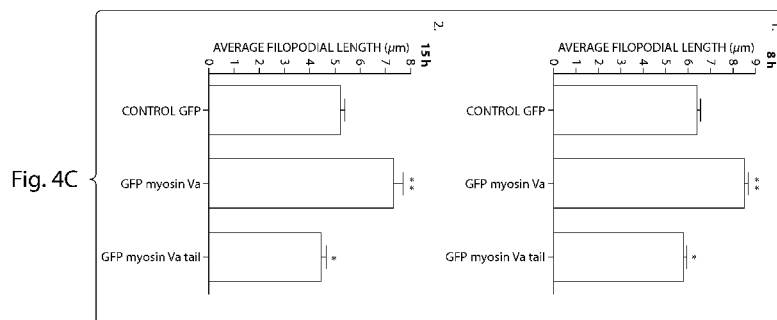 Fig. 4C
2.
15 h
AVERAGE FILOPODIAL LENGTH (µm)
0 1 2 3 4 5 6 7 8
CONTROL GFP
GFP myosin Va
**
GFP myosin Va tail
*
1.
8 h
AVERAGE FILOPODIAL LENGTH (µm)
0 1 2 3 4 5 6 7 8 9
CONTROL GFP
GFP myosin Va
**
GFP myosin Va tail
*